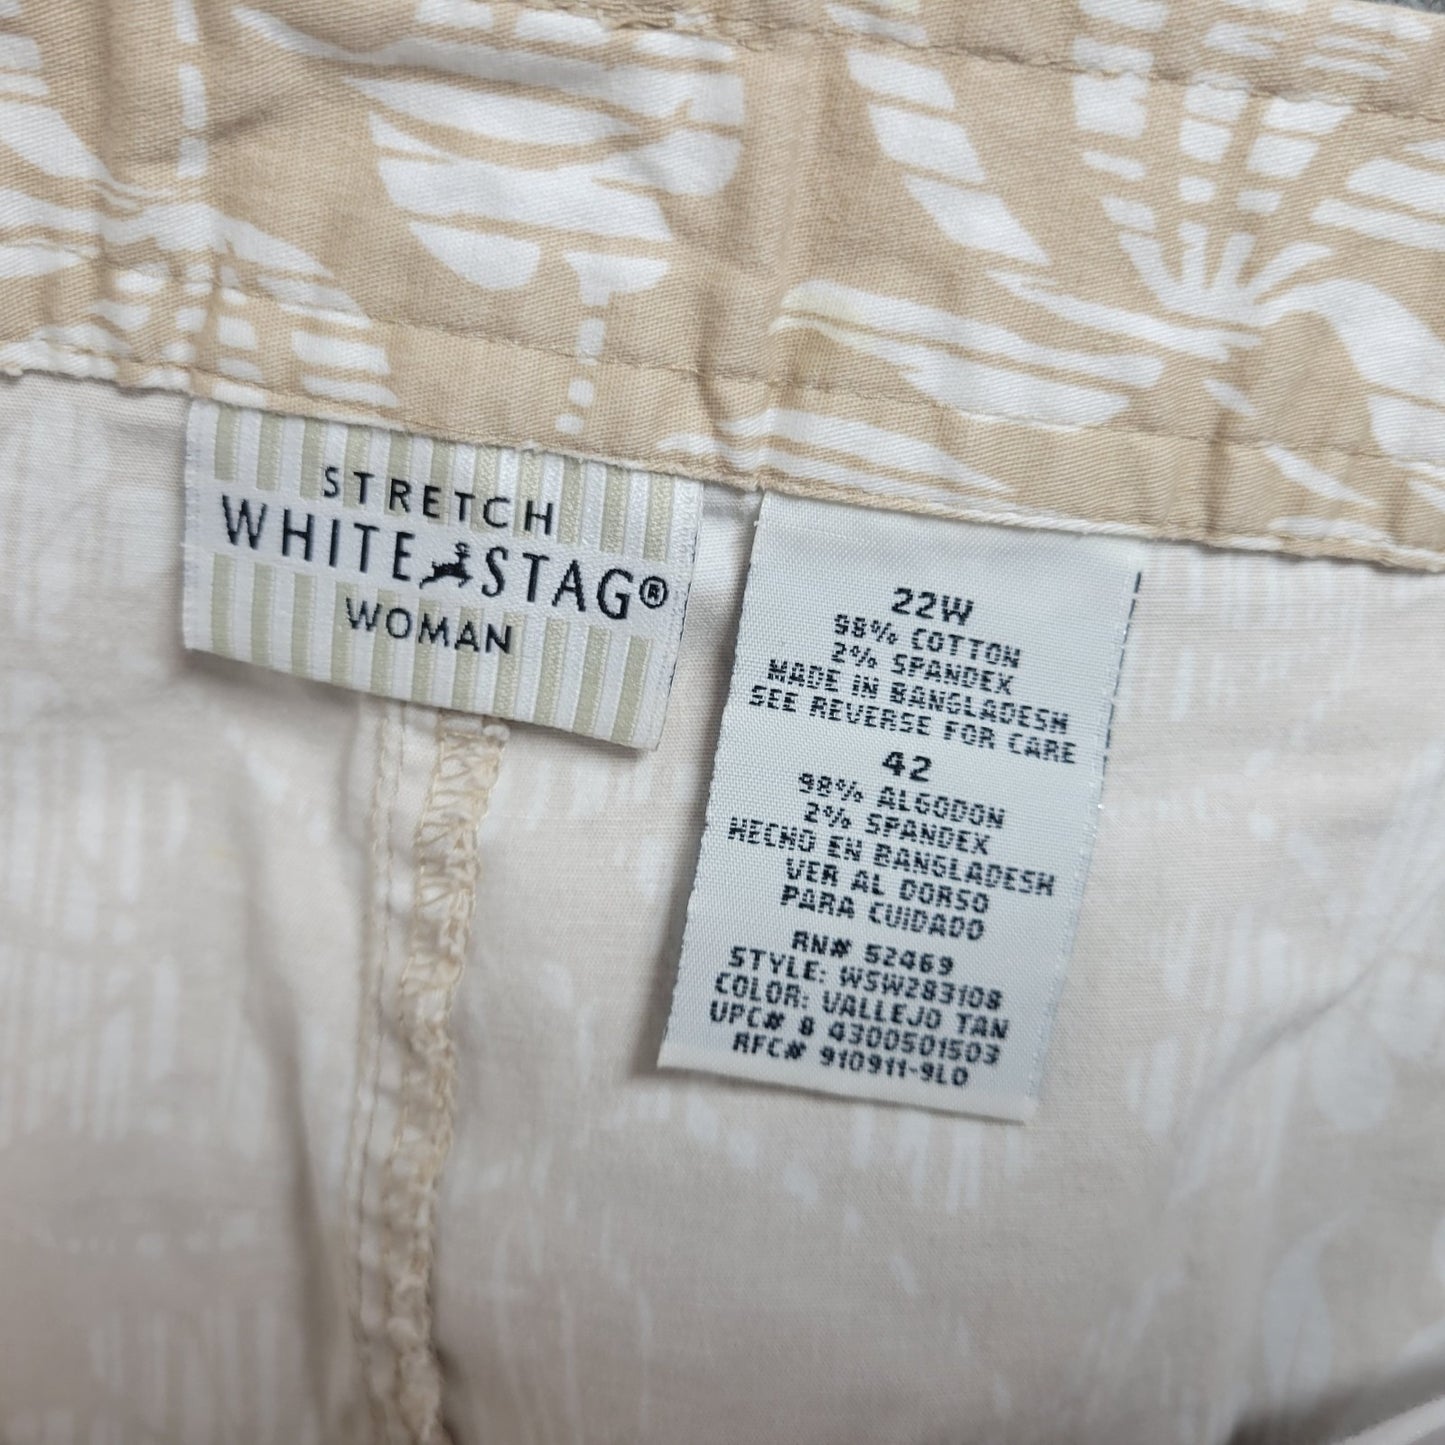 STRETCH
WHITE STAG®
WOMAN
22W
98% COTTON
2% SPANDEX
MADE IN BANGLADESH
SEE REVERSE FOR CARE
42
98% ALGODON
2% SPANDEX
HECHO EN BANGLADESH
VER AL DORSO
PARA CUIDADO
RN# 52469
STYLE: WSW283108
COLOR: VALLEJO TAN
UPC# 8 4300501503
RFC# 910911-9L0